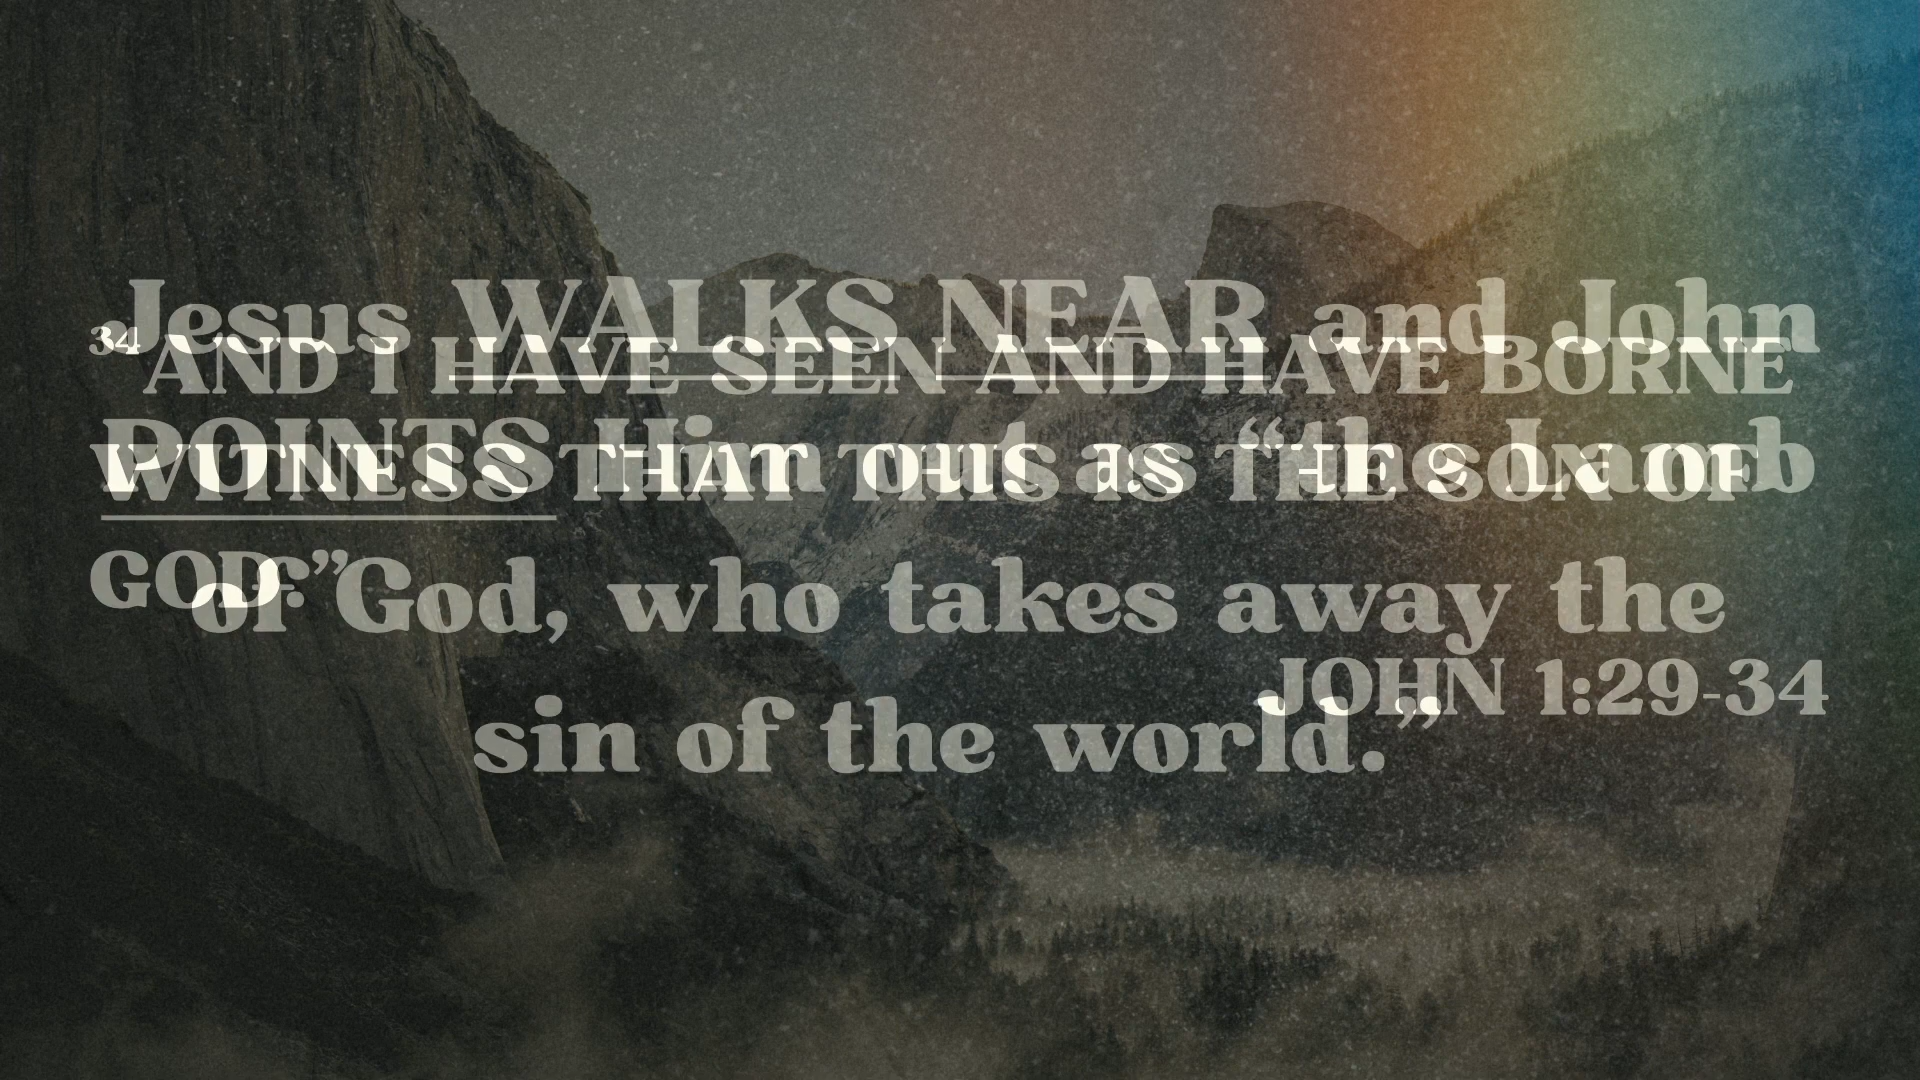 Jesus WALKS NEAR and John
POINTS Him out as “the Lamb
of God, who takes away the
sin of the world.”
34 AND I HAVE SEEN AND HAVE BORNE
WITNESS THAT THIS IS THE SON OF
GOD.”
JOHN 1:29-34